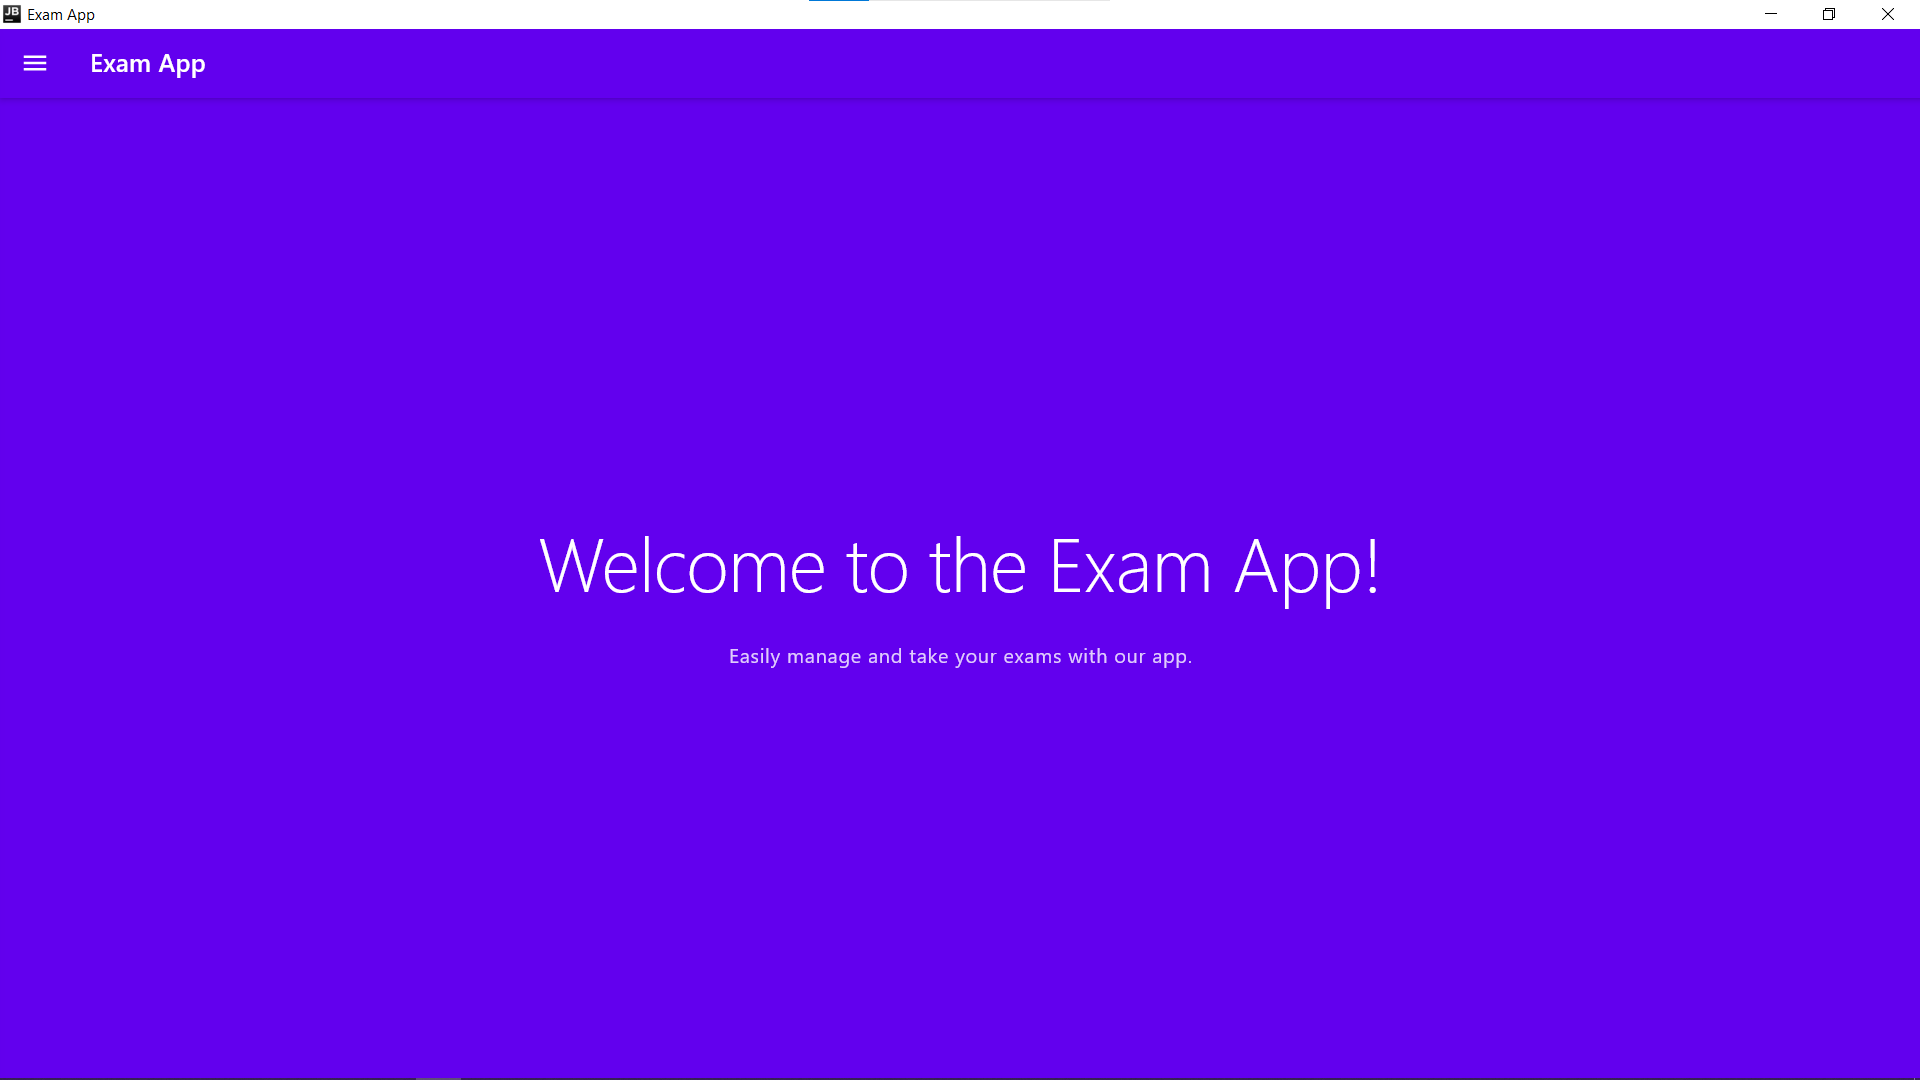 JB Exam App
Exam App
Welcome to the Exam App!
Easily manage and take your exams with our app.